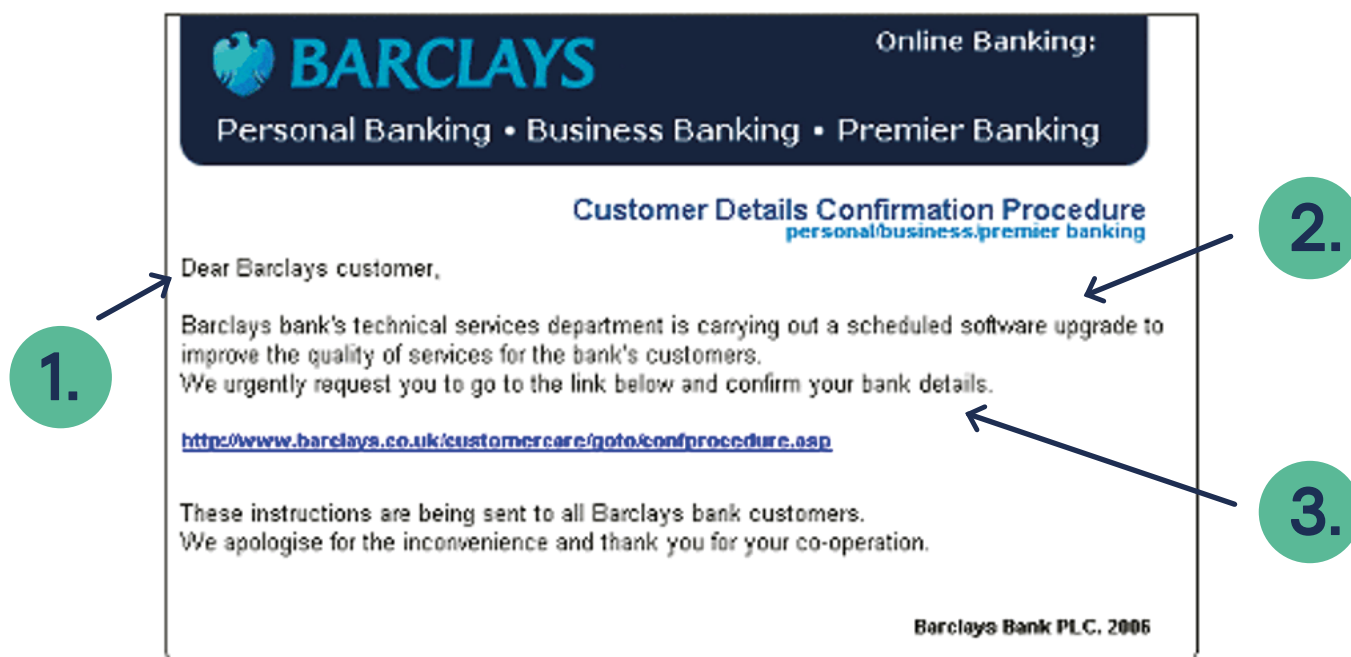 BARCLAYS
Online Banking:
Personal Banking • Business Banking • Premier Banking
Customer Details Confirmation Procedure
personal/business/premier banking
2.
Dear Barclays customer,
1.
Barclays bank's technical services department is carrying out a scheduled software upgrade to
improve the quality of services for the bank's customers.
We urgently request you to go to the link below and confirm your bank details.
http://www.barclays.co.uk/customercare/goto/confprocedure.asp
3.
These instructions are being sent to all Barclays bank customers.
We apologise for the inconvenience and thank you for your co-operation.
Barclays Bank PLC. 2006